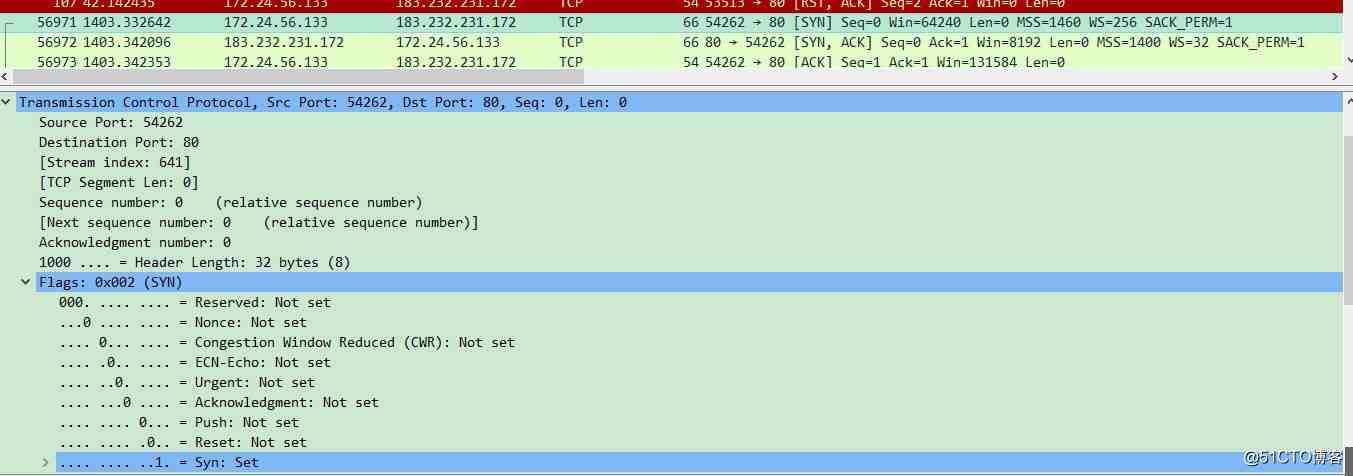 107 42.142435 172.24.56.133 183.232.231.172 TCP 54 53513 → 80 [RST, ACK] Seq=2 Ack=1 Win=0 Len=0
56971 1403.332642 172.24.56.133 183.232.231.172 TCP 66 54262 → 80 [SYN] Seq=0 Win=64240 Len=0 MSS=1460 WS=256 SACK_PERM=1
56972 1403.342096 183.232.231.172 172.24.56.133 TCP 66 80 → 54262 [SYN, ACK] Seq=0 Ack=1 Win=8192 Len=0 MSS=1400 WS=32 SACK_PERM=1
56973 1403.342353 172.24.56.133 183.232.231.172 TCP 54 54262 → 80 [ACK] Seq=1 Ack=1 Win=131584 Len=0
Transmission Control Protocol, Src Port: 54262, Dst Port: 80, Seq: 0, Len: 0
Source Port: 54262
Destination Port: 80
[Stream index: 641]
[TCP Segment Len: 0]
Sequence number: 0 (relative sequence number)
[Next sequence number: 0 (relative sequence number)]
Acknowledgment number: 0
1000 .... = Header Length: 32 bytes (8)
Flags: 0x002 (SYN)
000. .... .... = Reserved: Not set
...0 .... .... = Nonce: Not set
.... 0... .... = Congestion Window Reduced (CWR): Not set
.... .0.. .... = ECN-Echo: Not set
.... ..0. .... = Urgent: Not set
.... ...0 .... = Acknowledgment: Not set
.... .... 0... = Push: Not set
.... .... .0.. = Reset: Not set
.... .... ..1. = Syn: Set
@51CTO博客